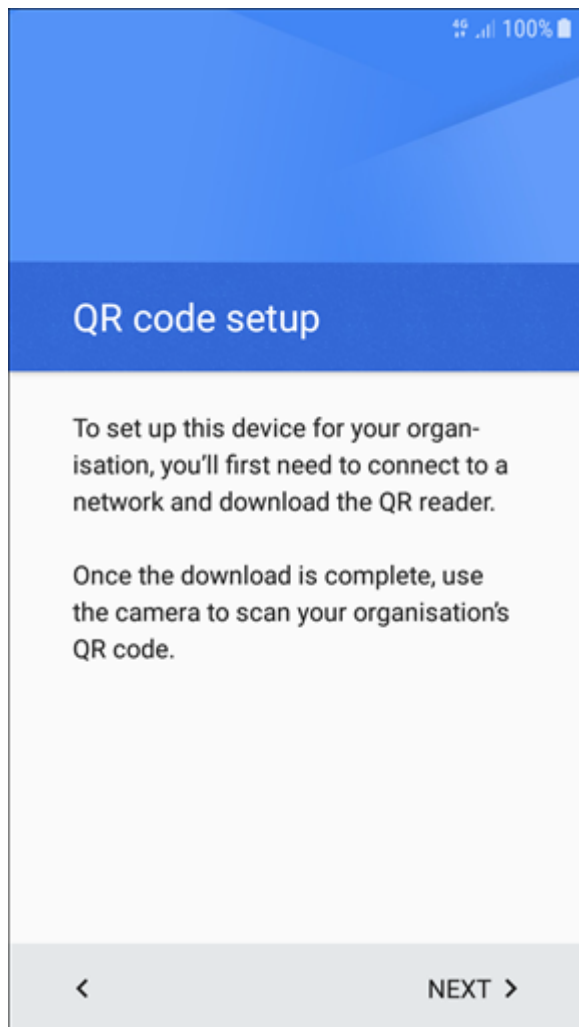 4G 100%
QR code setup
To set up this device for your organ-
isation, you'll first need to connect to a
network and download the QR reader.
Once the download is complete, use
the camera to scan your organisation's
QR code.
NEXT